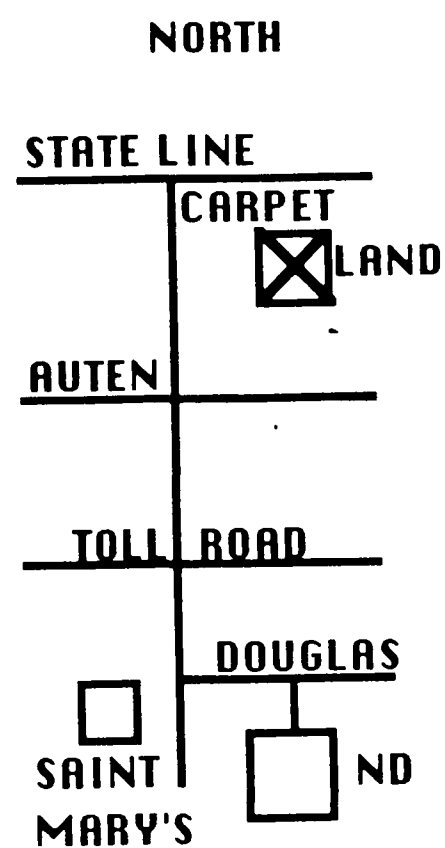 NORTH
STATE LINE
CARPET
LAND
AUTEN
TOLL ROAD
DOUGLAS
SAINT
MARY'S
ND